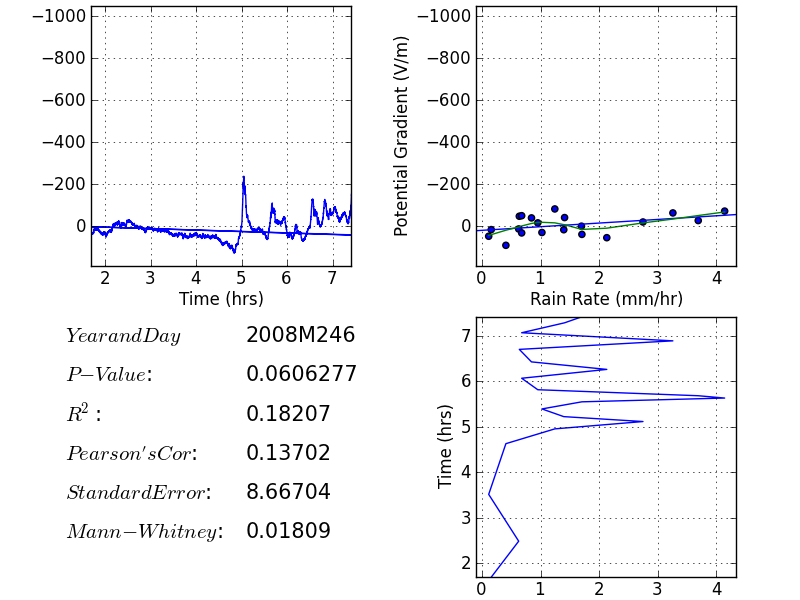 −1000
−800
−600
−400
−200
0
2 3 4 5 6 7
Time (hrs)
Potential Gradient (V/m)
−1000
−800
−600
−400
−200
0
0 1 2 3 4
Rain Rate (mm/hr)
YearandDay 2008M246
P−Value: 0.0606277
R²: 0.18207
Pearson'sCor: 0.13702
StandardError: 8.66704
Mann−Whitney: 0.01809
Time (hrs)
7
6
5
4
3
2
0 1 2 3 4